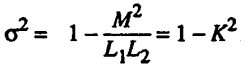 σ² = 1 - M²/L₁L₂ = 1 - K²